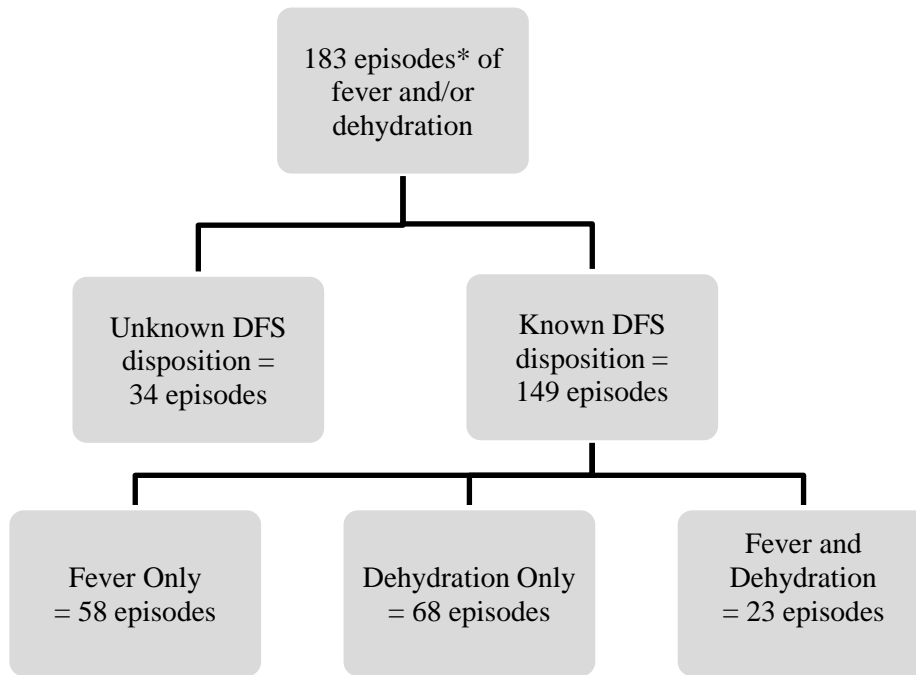 183 episodes* of
fever and/or
dehydration
Unknown DFS
disposition =
34 episodes
Known DFS
disposition =
149 episodes
Fever Only
= 58 episodes
Dehydration Only
= 68 episodes
Fever and
Dehydration
= 23 episodes